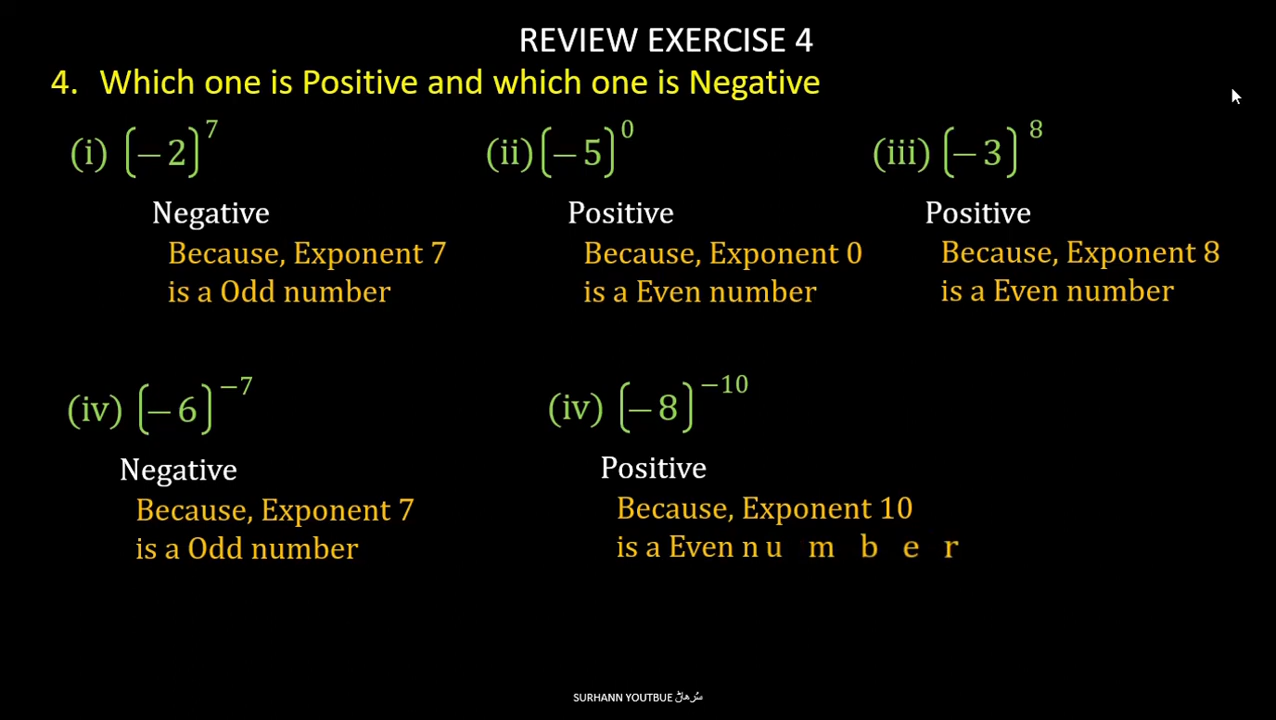 REVIEW EXERCISE 4
4. Which one is Positive and which one is Negative
(i) (−2)^7
(ii) (−5)^0
(iii) (−3)^8
Negative
Because, Exponent 7
is a Odd number
Positive
Because, Exponent 0
is a Even number
Positive
Because, Exponent 8
is a Even number
(iv) (−6)^−7
(iv) (−8)^−10
Negative
Because, Exponent 7
is a Odd number
Positive
Because, Exponent 10
is a Even n u m b e r
SURHANN YOUTBUE سُرھاڻ